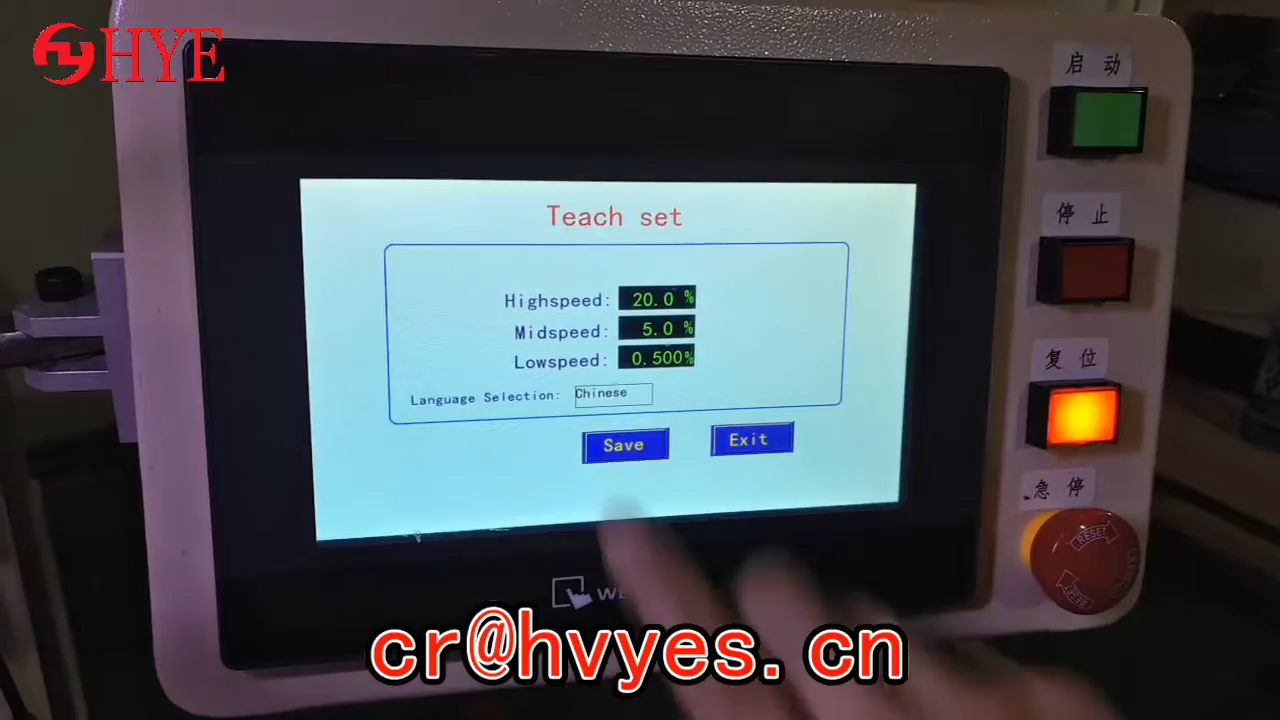 HYE
启动
Teach set
停止
Highspeed: 20.0 %
Midspeed: 5.0 %
Lowspeed: 0.500%
复位
Language Selection: Chinese
Save Exit
急停
RESET
RESET
cr@hvyes.cn